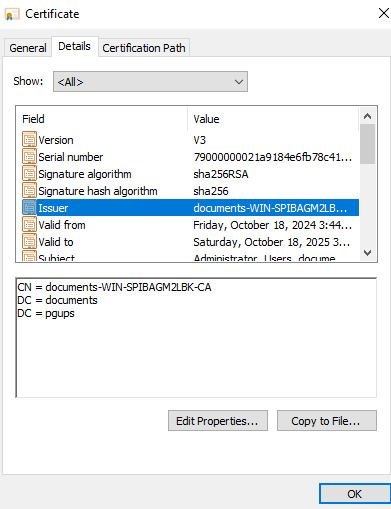 Certificate
General Details Certification Path
Show: <All>
Field Value
Version V3
Serial number 79000000021a9184e6fb78c41...
Signature algorithm sha256RSA
Signature hash algorithm sha256
Issuer documents-WIN-SPIBAGM2LB...
Valid from Friday, October 18, 2024 3:44...
Valid to Saturday, October 18, 2025 3...
Subject Administrator, Users, docume...
CN = documents-WIN-SPIBAGM2LBK-CA
DC = documents
DC = pgups
Edit Properties... Copy to File...
OK